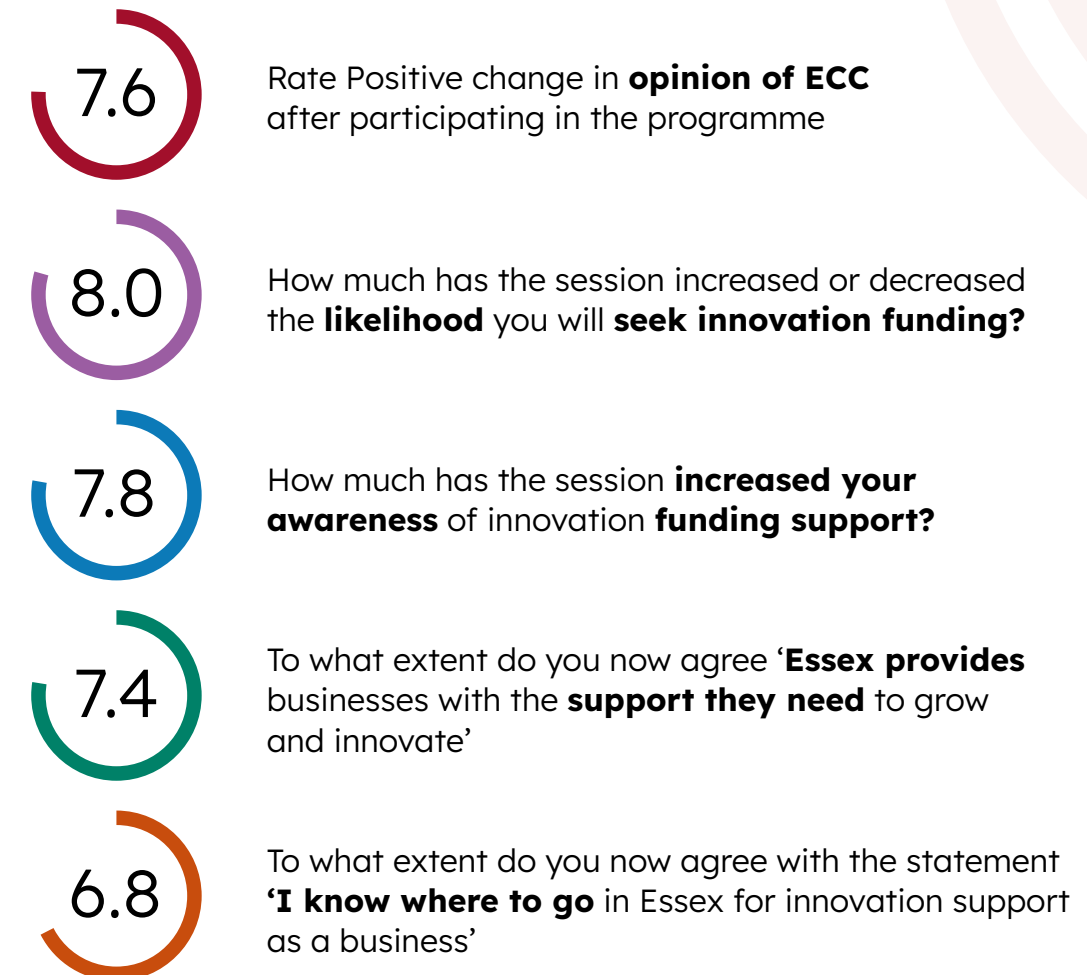 7.6
Rate Positive change in opinion of ECC
after participating in the programme
8.0
How much has the session increased or decreased
the likelihood you will seek innovation funding?
7.8
How much has the session increased your
awareness of innovation funding support?
7.4
To what extent do you now agree ‘Essex provides
businesses with the support they need to grow
and innovate’
6.8
To what extent do you now agree with the statement
‘I know where to go in Essex for innovation support
as a business’